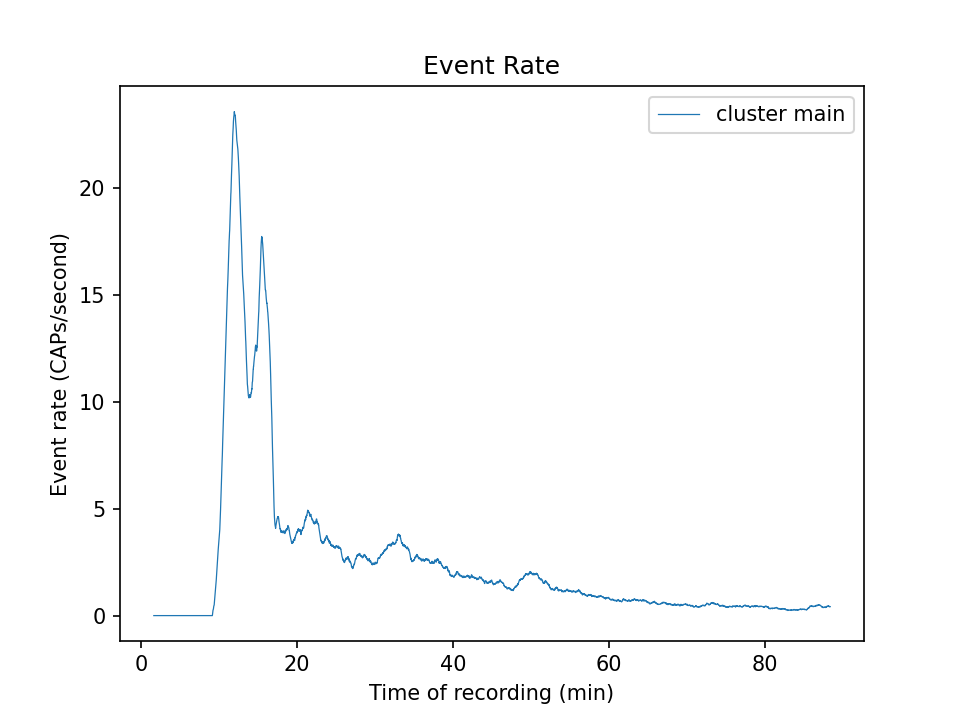 Event Rate
cluster main
Event rate (CAPs/second)
20
15
10
5
0
0 20 40 60 80
Time of recording (min)